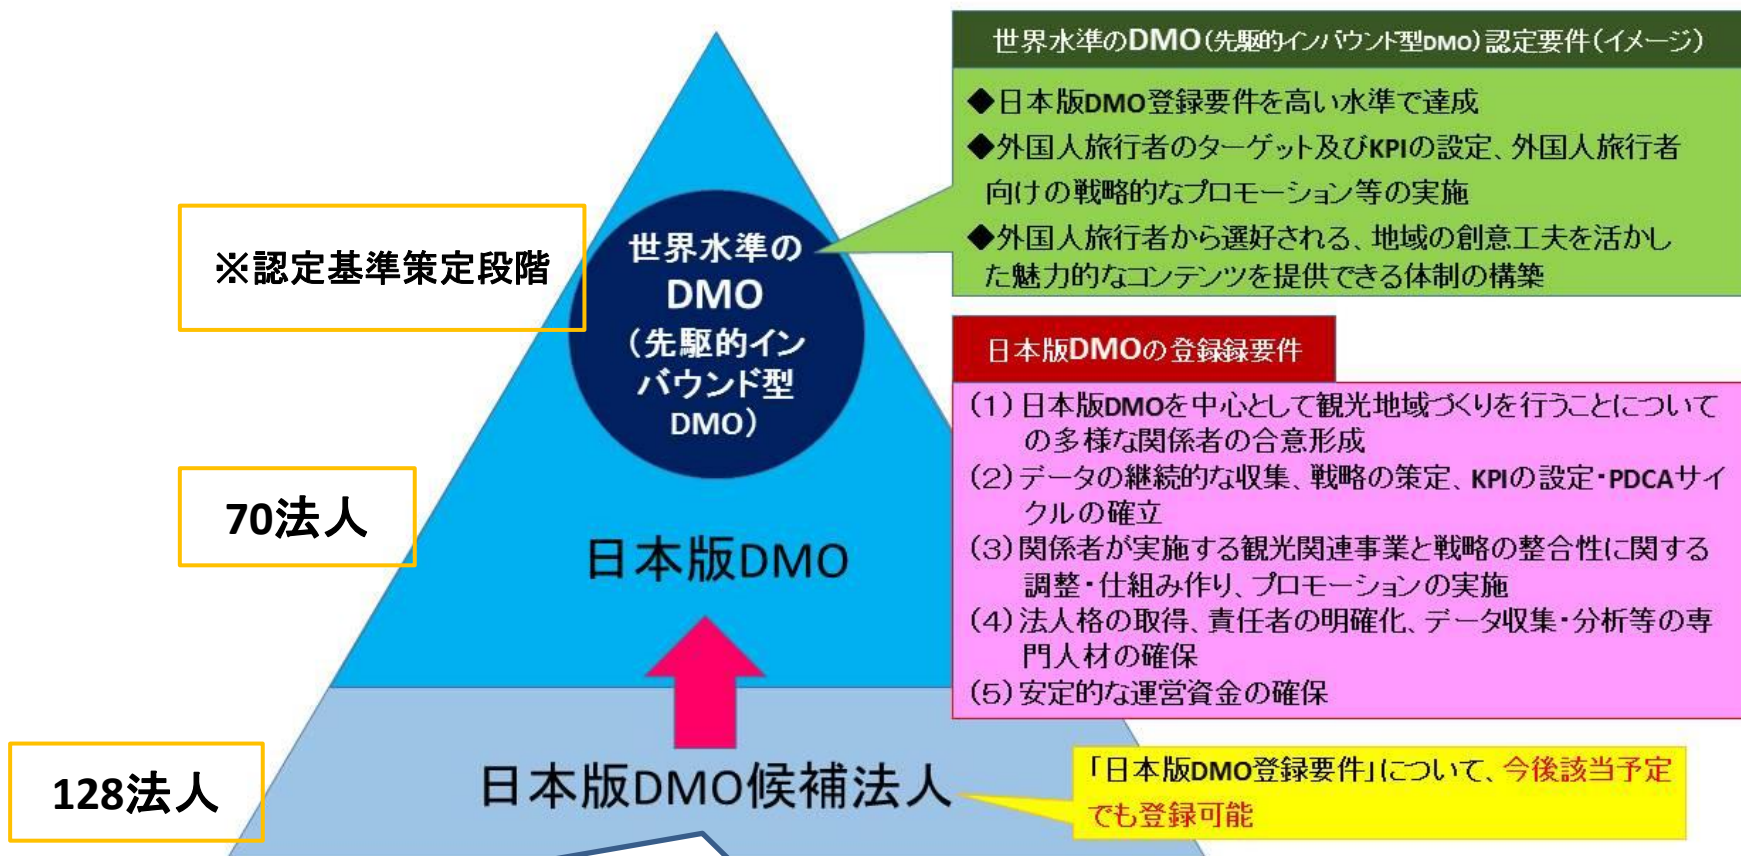 世界水準のDMO(先駆的インバウンド型DMO)認定要件(イメージ)
◆日本版DMO登録要件を高い水準で達成
◆外国人旅行者のターゲット及びKPIの設定、外国人旅行者
向けの戦略的なプロモーション等の実施
◆外国人旅行者から選好される、地域の創意工夫を活かし
た魅力的なコンテンツを提供できる体制の構築
※認定基準策定段階
世界水準の
DMO
(先駆的イン
バウンド型
DMO)
日本版DMOの登録録要件
(1)日本版DMOを中心として観光地域づくりを行うことについて
の多様な関係者の合意形成
(2)データの継続的な収集、戦略の策定、KPIの設定・PDCAサイ
クルの確立
(3)関係者が実施する観光関連事業と戦略の整合性に関する
調整・仕組み作り、プロモーションの実施
(4)法人格の取得、責任者の明確化、データ収集・分析等の専
門人材の確保
(5)安定的な運営資金の確保
70法人
日本版DMO
128法人
日本版DMO候補法人
「日本版DMO登録要件」について、今後該当予定
でも登録可能